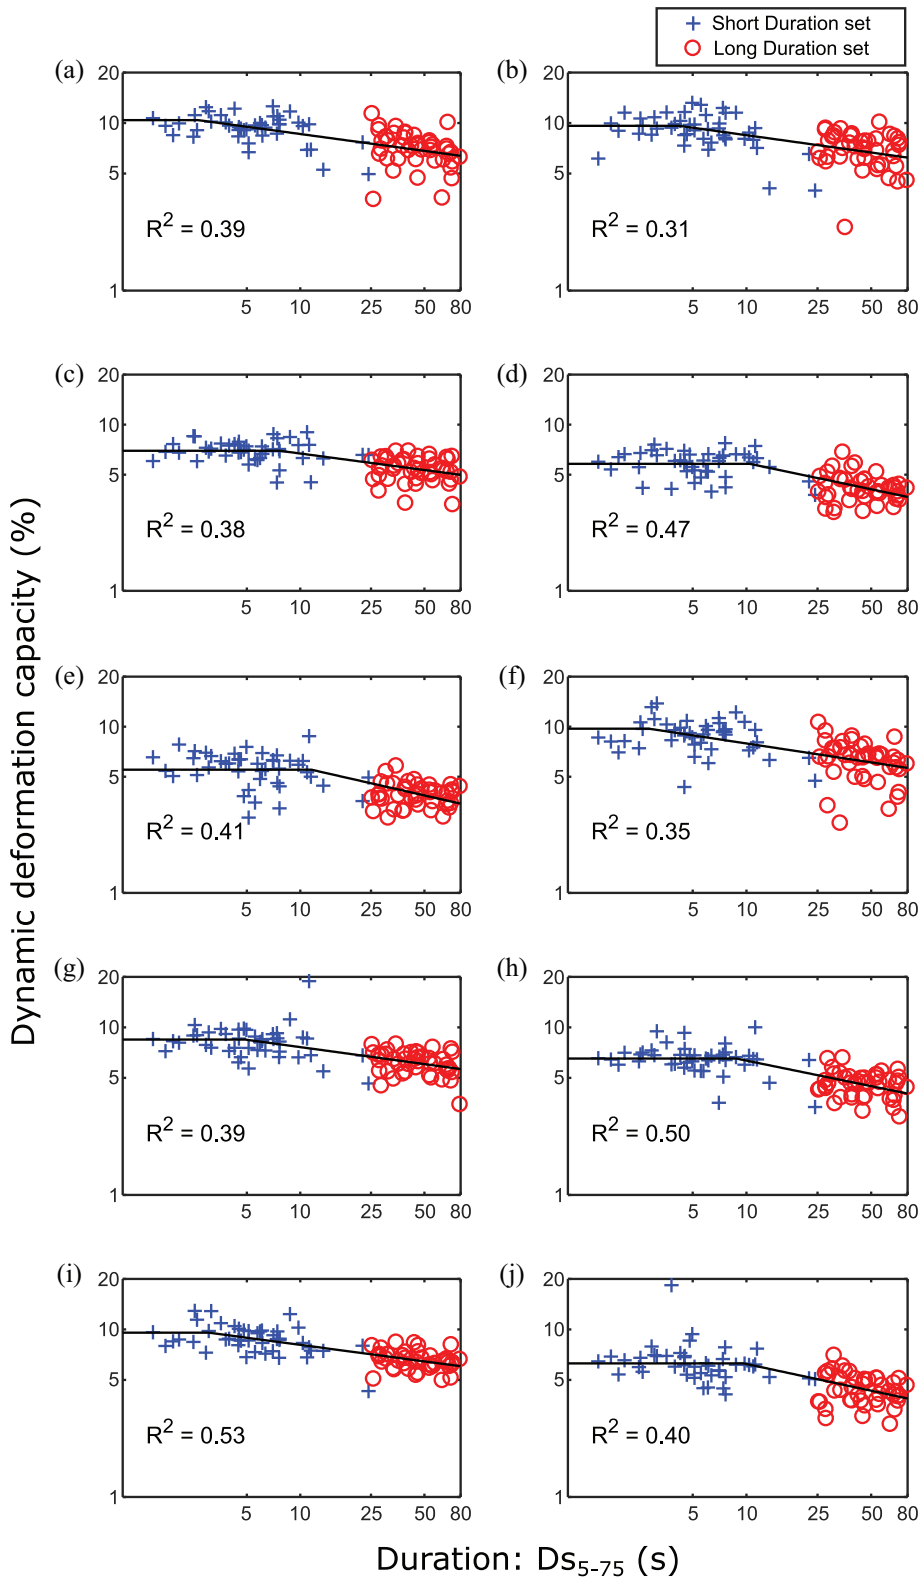 Short Duration set
Long Duration set
(a)
20
10
5
1
R² = 0.39
5 10 25 50 80
(b)
20
10
5
1
R² = 0.31
5 10 25 50 80
(c)
20
10
5
1
R² = 0.38
5 10 25 50 80
(d)
20
10
5
1
R² = 0.47
5 10 25 50 80
(e)
20
10
5
1
R² = 0.41
5 10 25 50 80
(f)
20
10
5
1
R² = 0.35
5 10 25 50 80
(g)
20
10
5
1
R² = 0.39
5 10 25 50 80
(h)
20
10
5
1
R² = 0.50
5 10 25 50 80
(i)
20
10
5
1
R² = 0.53
5 10 25 50 80
(j)
20
10
5
1
R² = 0.40
5 10 25 50 80
Dynamic deformation capacity (%)
Duration: Ds₅₋₇₅ (s)